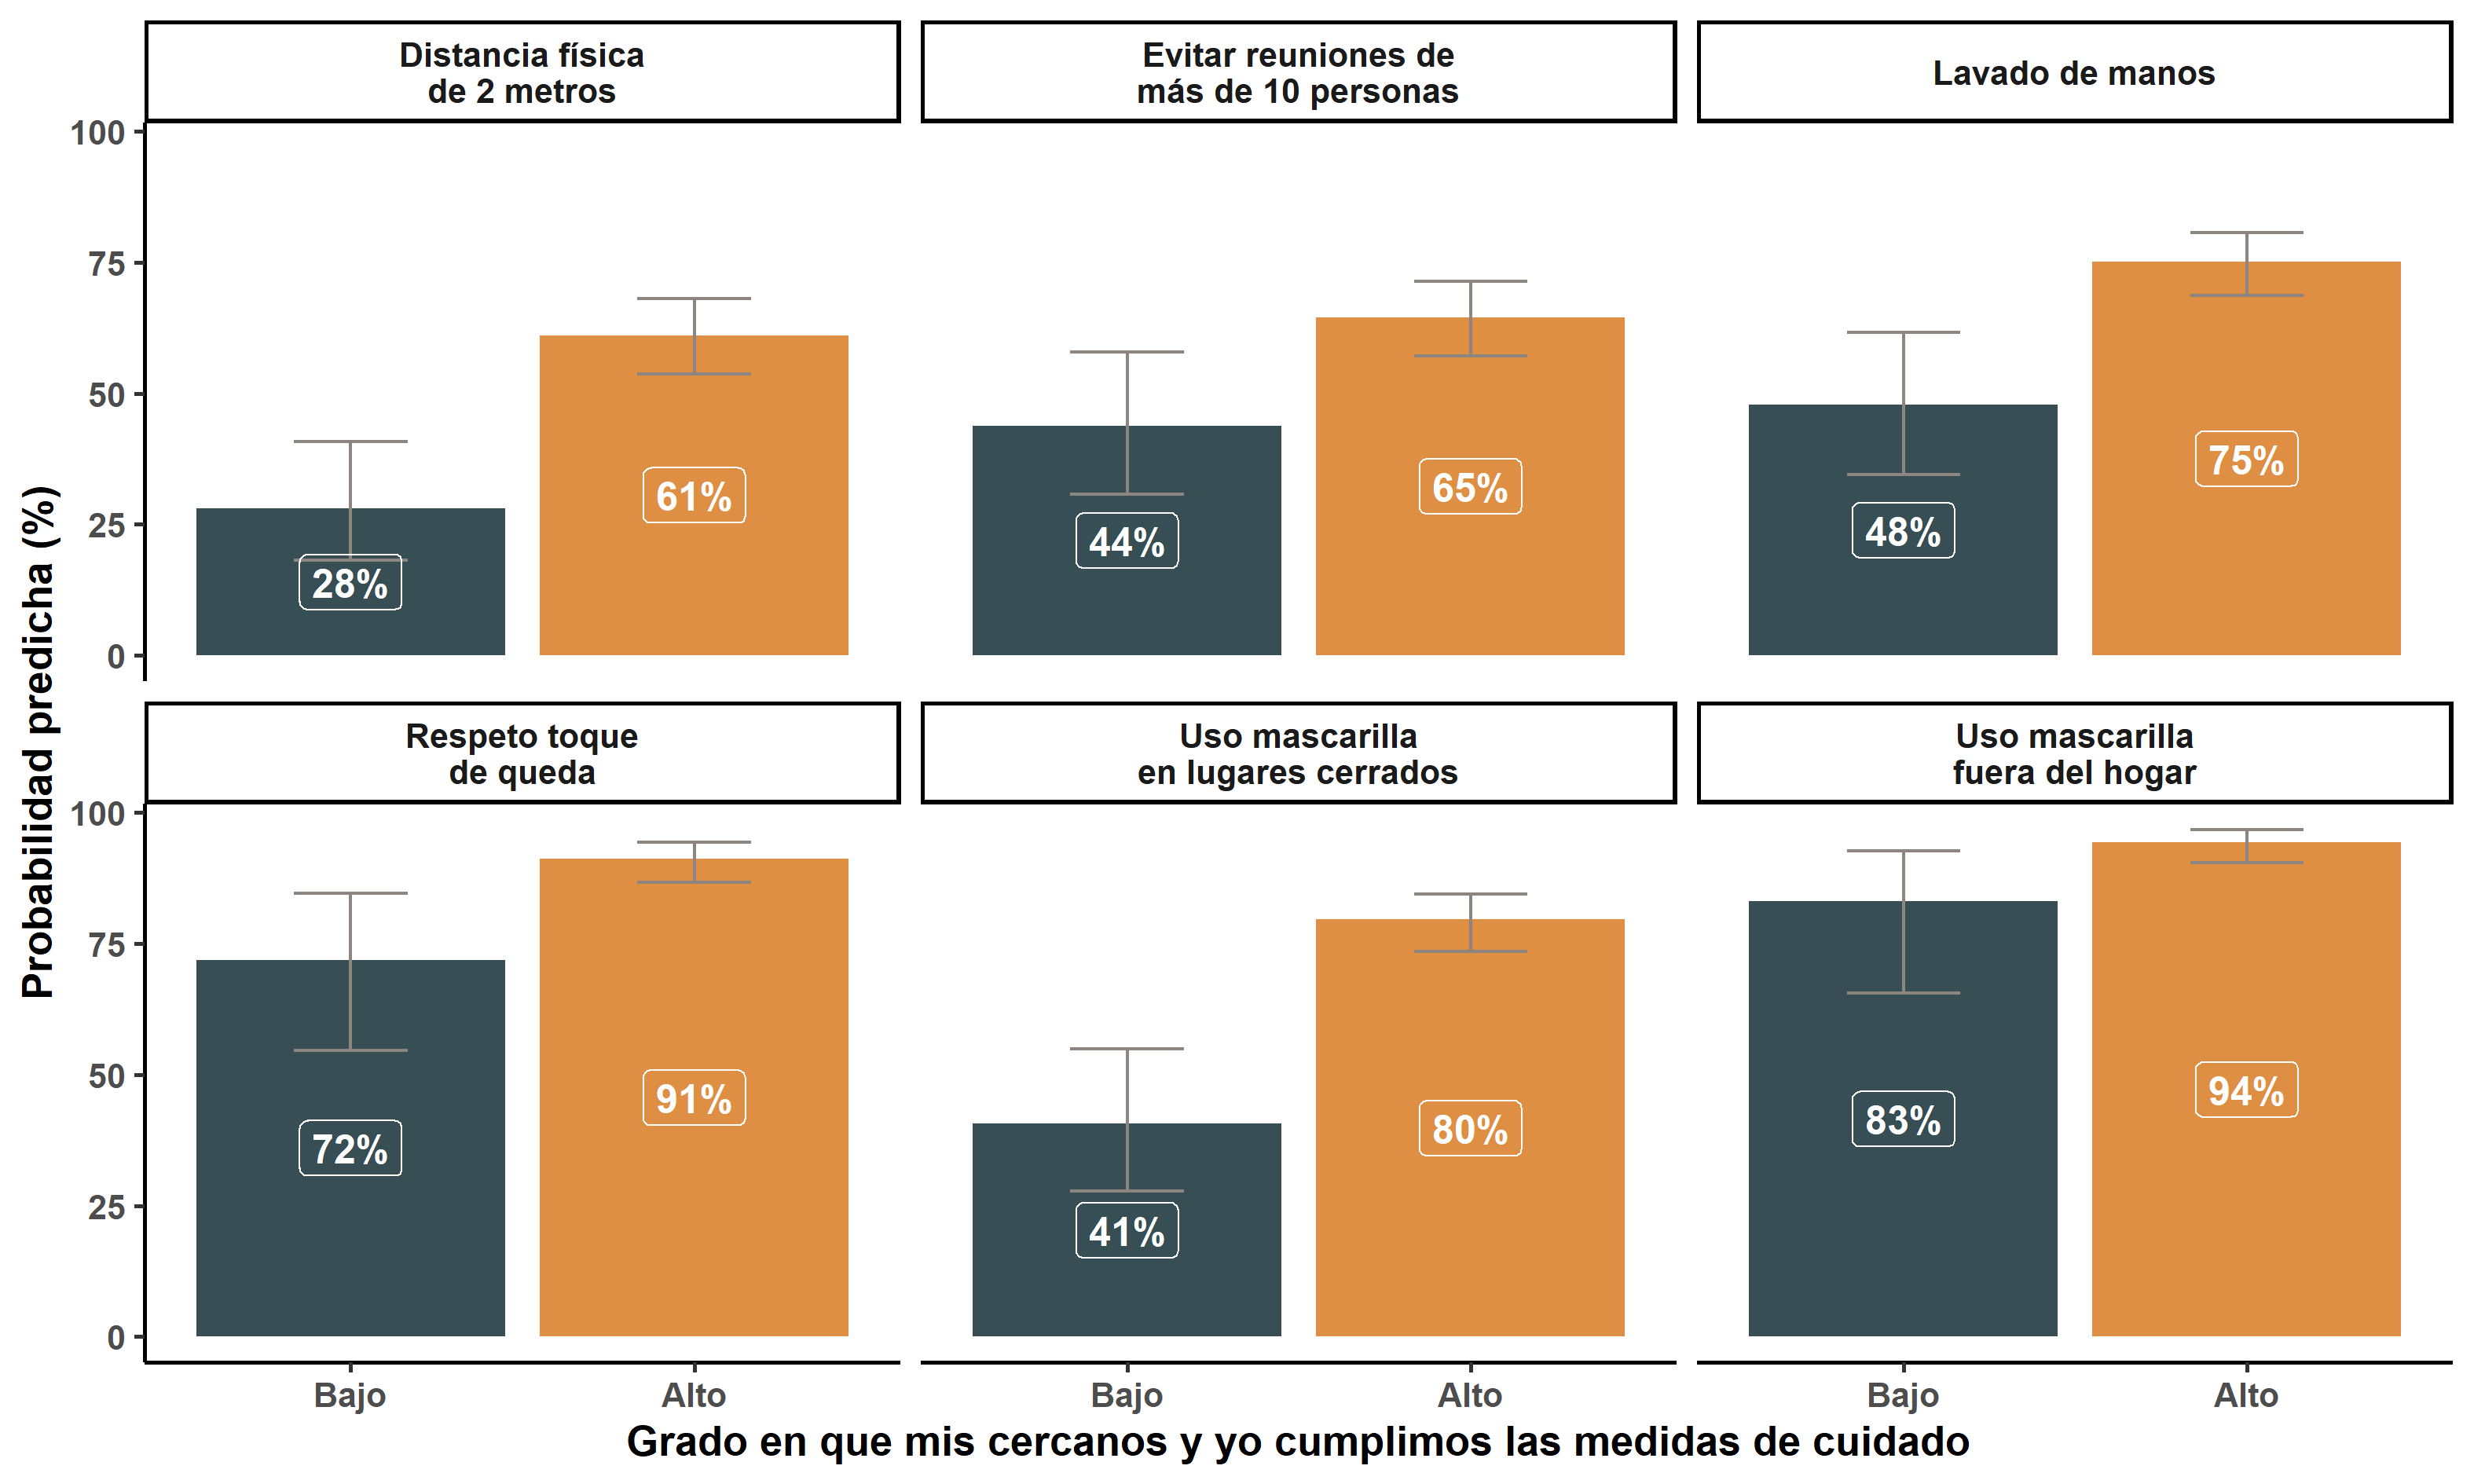 Distancia física
de 2 metros
Evitar reuniones de
más de 10 personas
Lavado de manos
100
75
50
25
0
28%
61%
44%
65%
48%
75%
Probabilidad predicha (%)
Respeto toque
de queda
Uso mascarilla
en lugares cerrados
Uso mascarilla
fuera del hogar
100
75
50
25
0
72%
91%
41%
80%
83%
94%
Bajo
Alto
Bajo
Alto
Bajo
Alto
Grado en que mis cercanos y yo cumplimos las medidas de cuidado